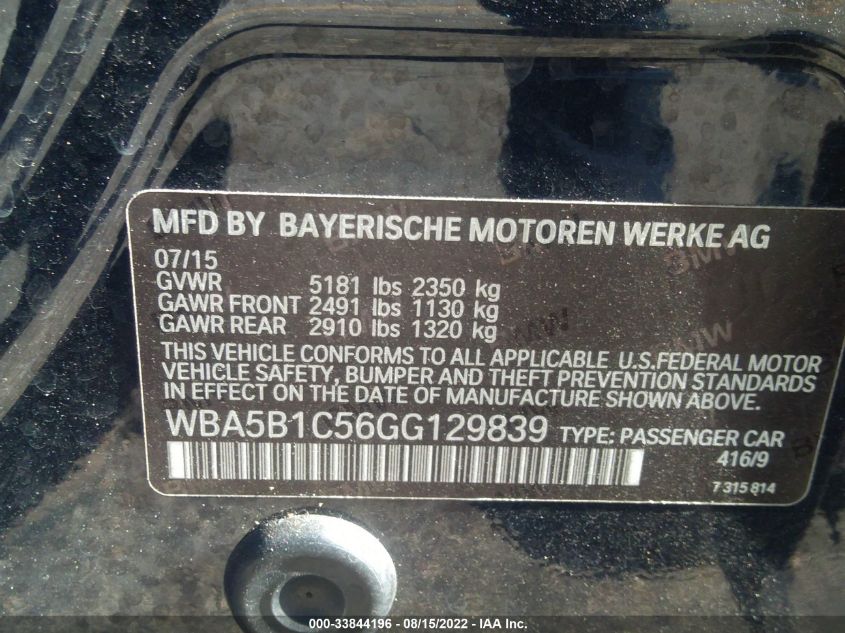 MFD BY BAYERISCHE MOTOREN WERKE AG
07/15
GVWR 5181 lbs 2350 kg
GAWR FRONT 2491 lbs 1130 kg
GAWR REAR 2910 lbs 1320 kg
THIS VEHICLE CONFORMS TO ALL APPLICABLE U.S.FEDERAL MOTOR
VEHICLE SAFETY, BUMPER AND THEFT PREVENTION STANDARDS
IN EFFECT ON THE DATE OF MANUFACTURE SHOWN ABOVE.
WBA5B1C56GG129839 TYPE: PASSENGER CAR
416/9
7 315 814
000-33844196 - 08/15/2022 - IAA Inc.